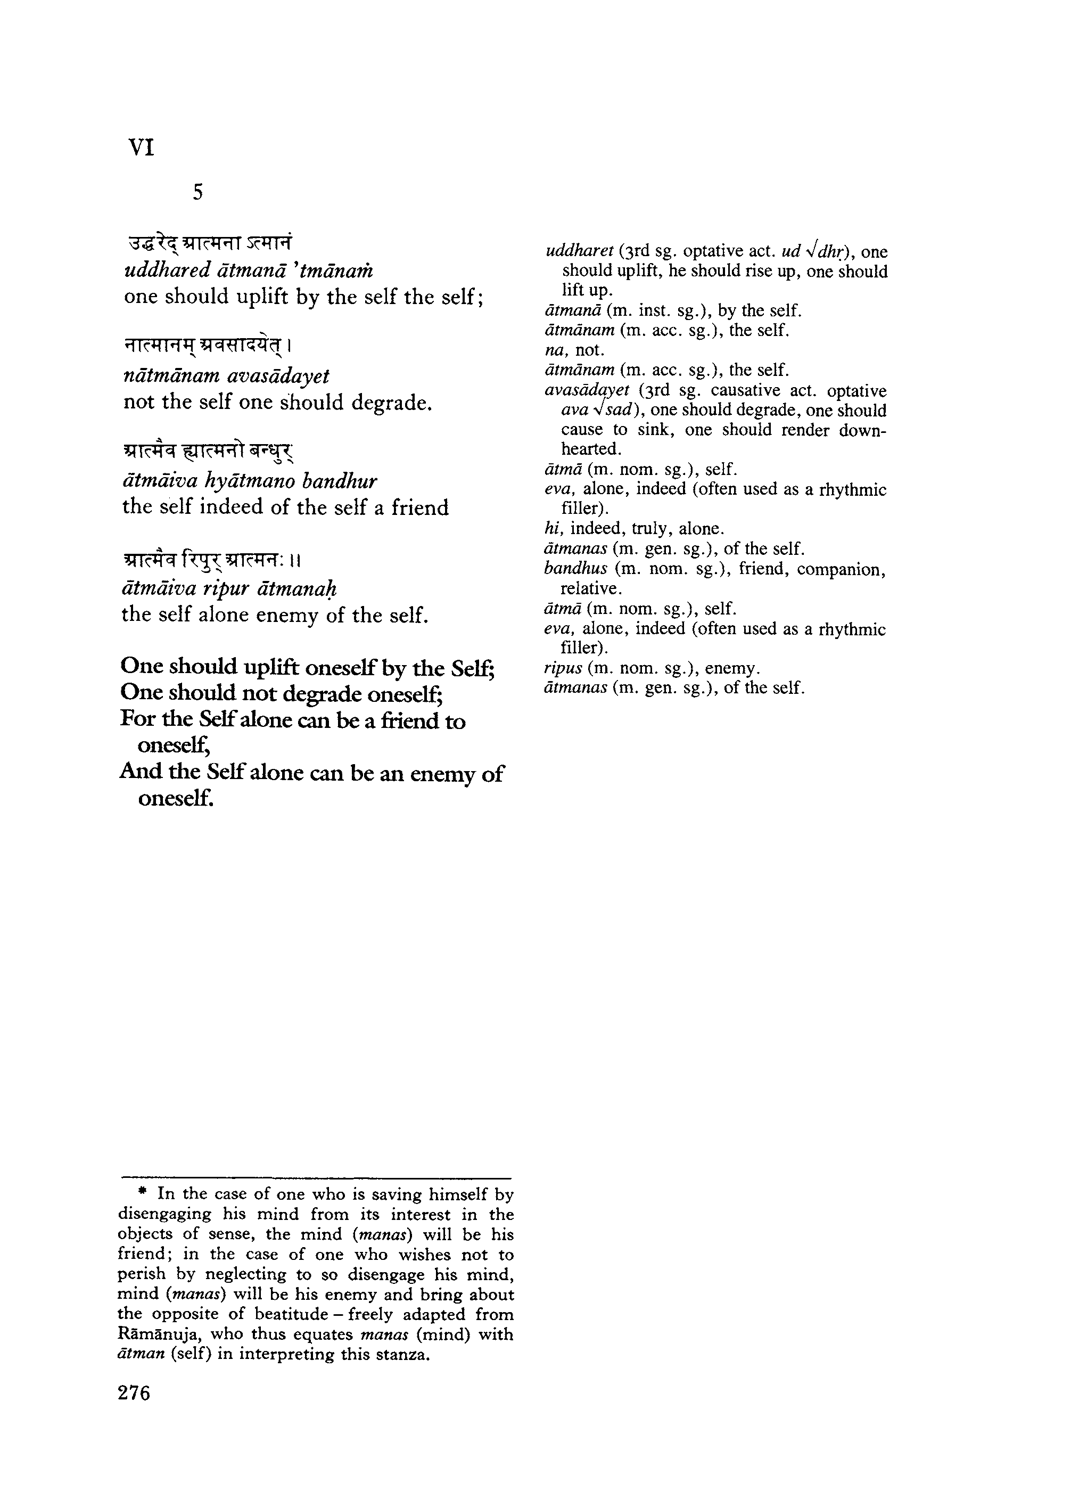 VI
5
उद्धरेद् आत्मना ऽत्मानं
uddhared ātmanā ’tmānaṁ
one should uplift by the self the self;
नात्मानम् अवसादयेत् ।
nātmānam avasādayet
not the self one should degrade.
आत्मैव ह्यात्मनो बन्धुर्
ātmāiva hyātmano bandhur
the self indeed of the self a friend
आत्मैव रिपुर् आत्मनः ।।
ātmāiva ripur ātmanaḥ
the self alone enemy of the self.
One should uplift oneself by the Self;
One should not degrade oneself;
For the Self alone can be a friend to
oneself,
And the Self alone can be an enemy of
oneself.
uddharet (3rd sg. optative act. ud √dhṛ), one
should uplift, he should rise up, one should
lift up.
ātmanā (m. inst. sg.), by the self.
ātmānam (m. acc. sg.), the self.
na, not.
ātmānam (m. acc. sg.), the self.
avasādayet (3rd sg. causative act. optative
ava √sad), one should degrade, one should
cause to sink, one should render down-
hearted.
ātmā (m. nom. sg.), self.
eva, alone, indeed (often used as a rhythmic
filler).
hi, indeed, truly, alone.
ātmanas (m. gen. sg.), of the self.
bandhus (m. nom. sg.), friend, companion,
relative.
ātmā (m. nom. sg.), self.
eva, alone, indeed (often used as a rhythmic
filler).
ripus (m. nom. sg.), enemy.
ātmanas (m. gen. sg.), of the self.
* In the case of one who is saving himself by
disengaging his mind from its interest in the
objects of sense, the mind (manas) will be his
friend; in the case of one who wishes not to
perish by neglecting to so disengage his mind,
mind (manas) will be his enemy and bring about
the opposite of beatitude – freely adapted from
Rāmānuja, who thus equates manas (mind) with
ātman (self) in interpreting this stanza.
276